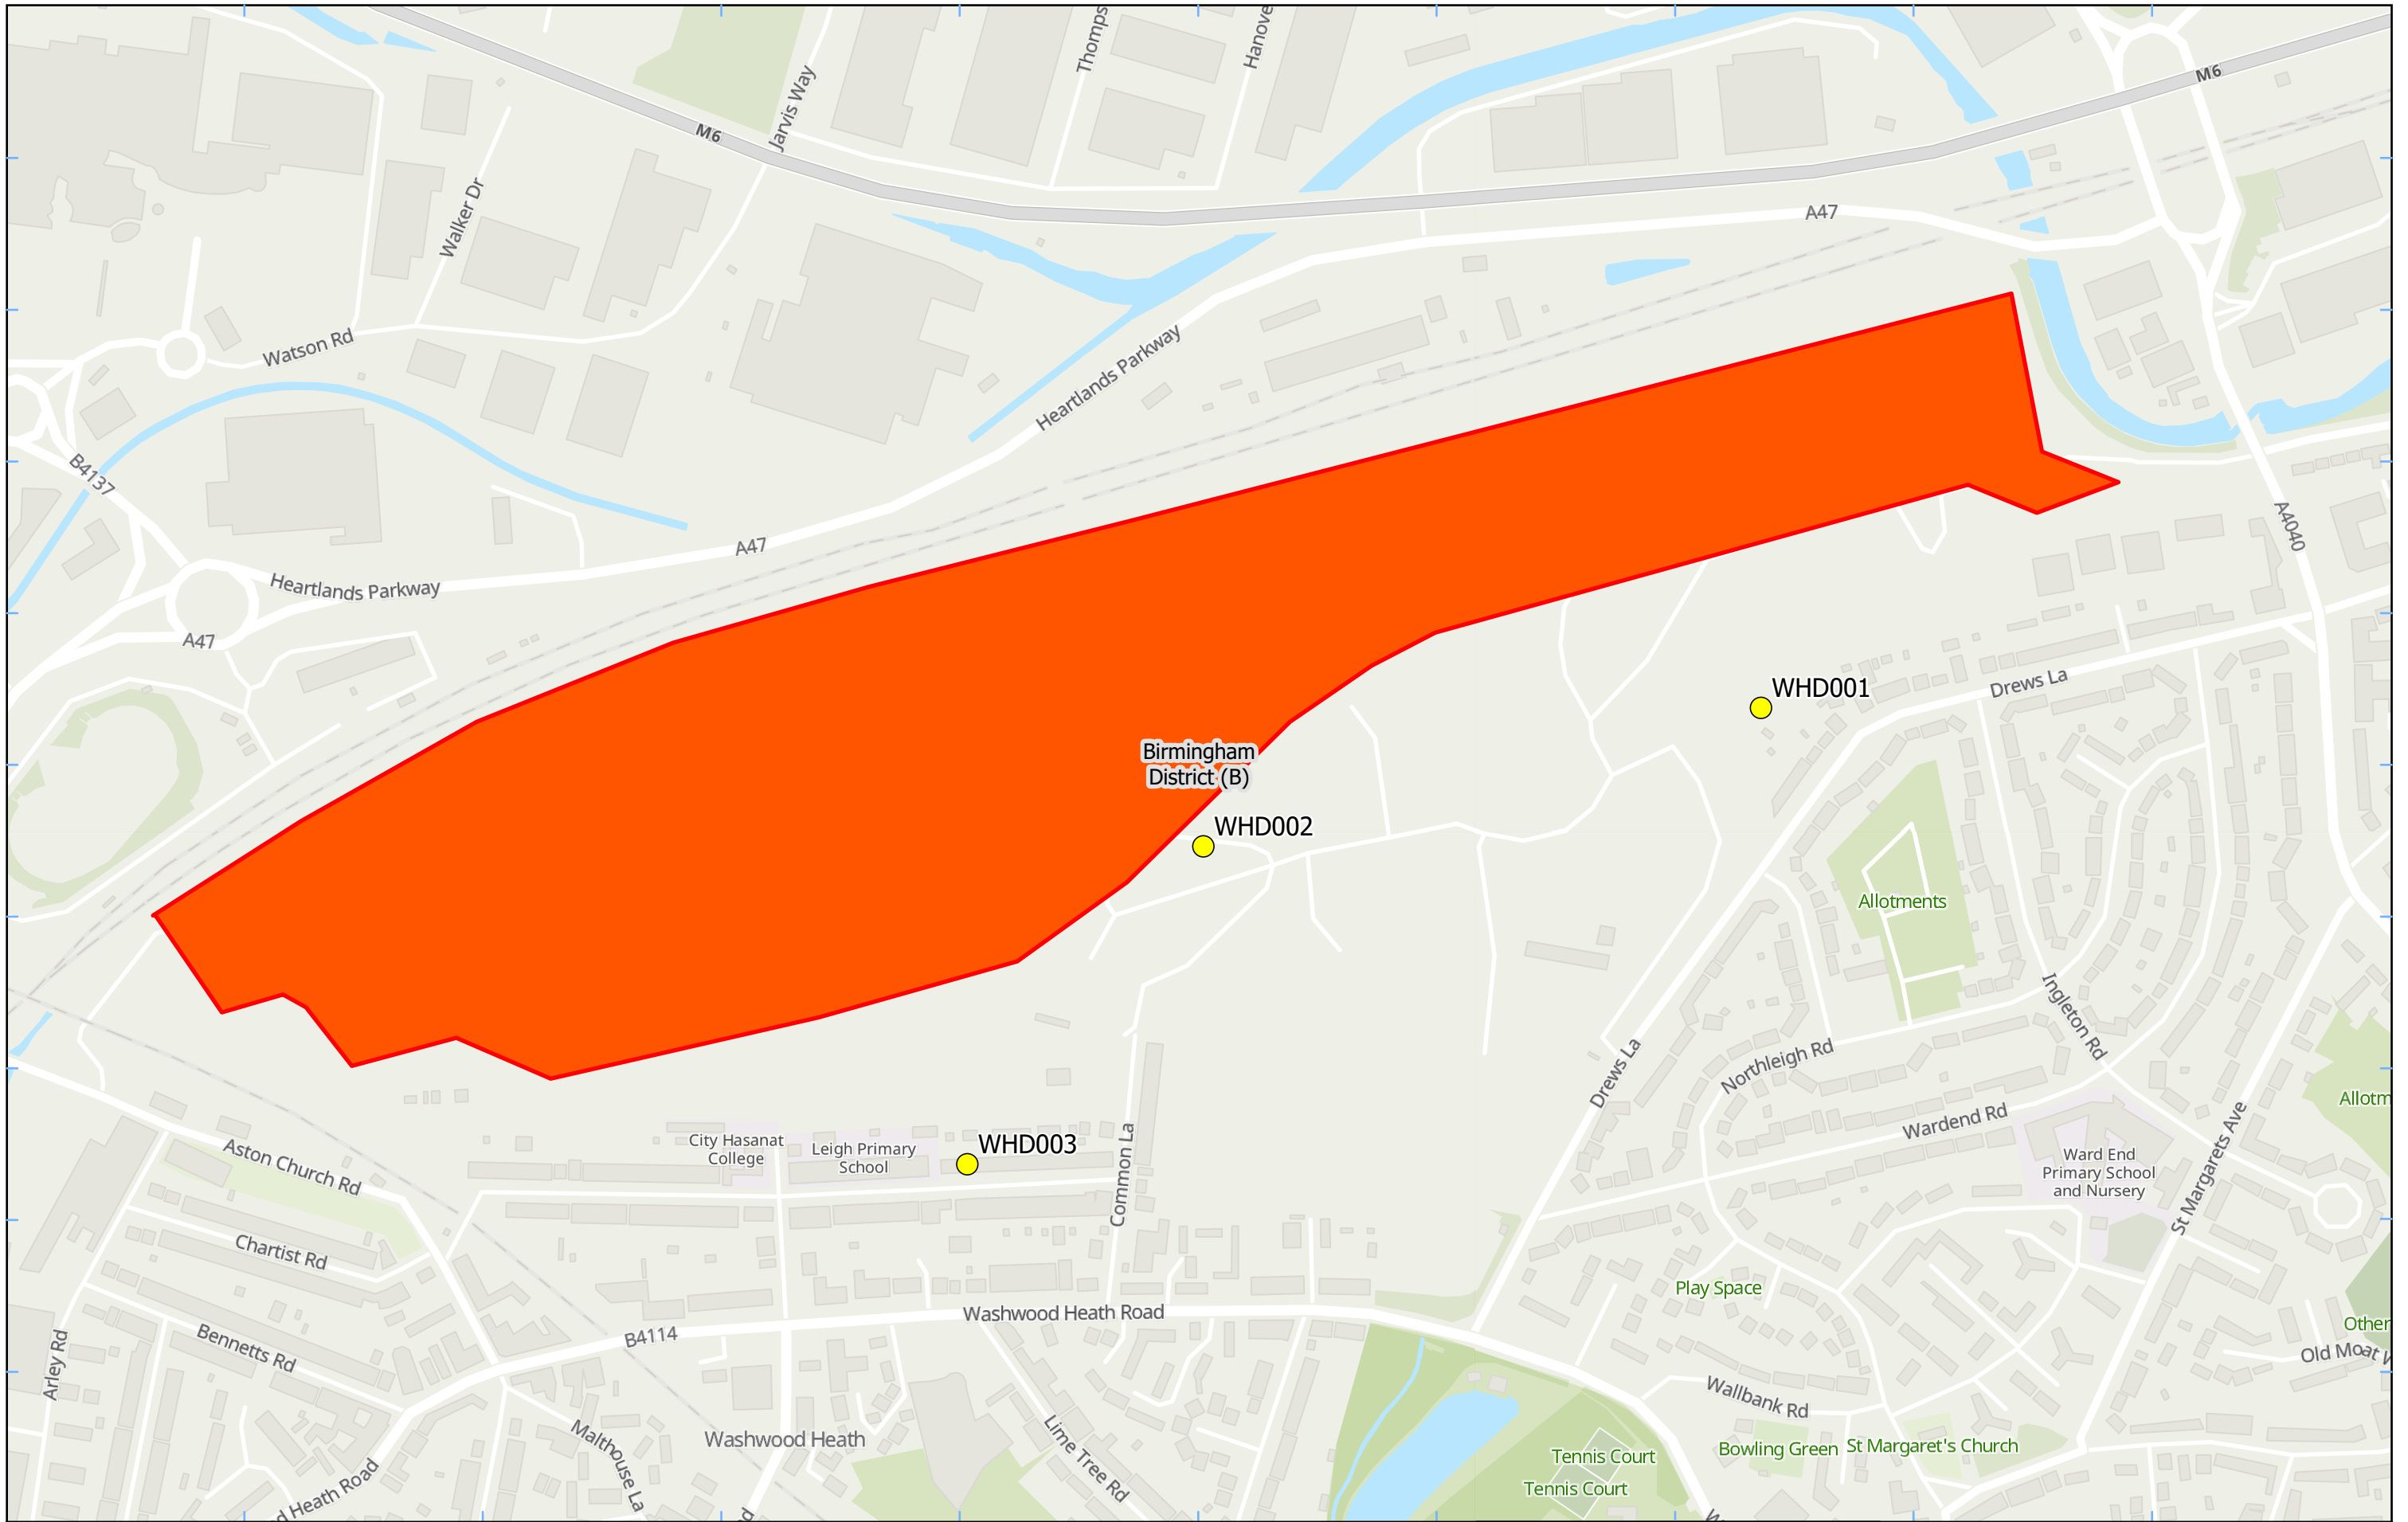 Thomps
Hanove
M6
M6
Jarvis Way
Walker Dr
A47
Watson Rd
Heartlands Parkway
B4137
A47
Heartlands Parkway
A47
A4040
WHD001
Drews La
Birmingham
District (B)
WHD002
Allotments
Ingleton Rd
Drews La
Northleigh Rd
Wardend Rd
Allotm
St Margarets Ave
Ward End
Primary School
and Nursery
City Hasanat
College
Leigh Primary
School
WHD003
Common La
Aston Church Rd
Chartist Rd
Bennetts Rd
Arley Rd
B4114
Washwood Heath Road
Play Space
Other
Old Moat W
Wallbank Rd
Washwood Heath
Malthouse La
Lime Tree Rd
Tennis Court
Tennis Court
Bowling Green
St Margaret's Church
d Heath Road